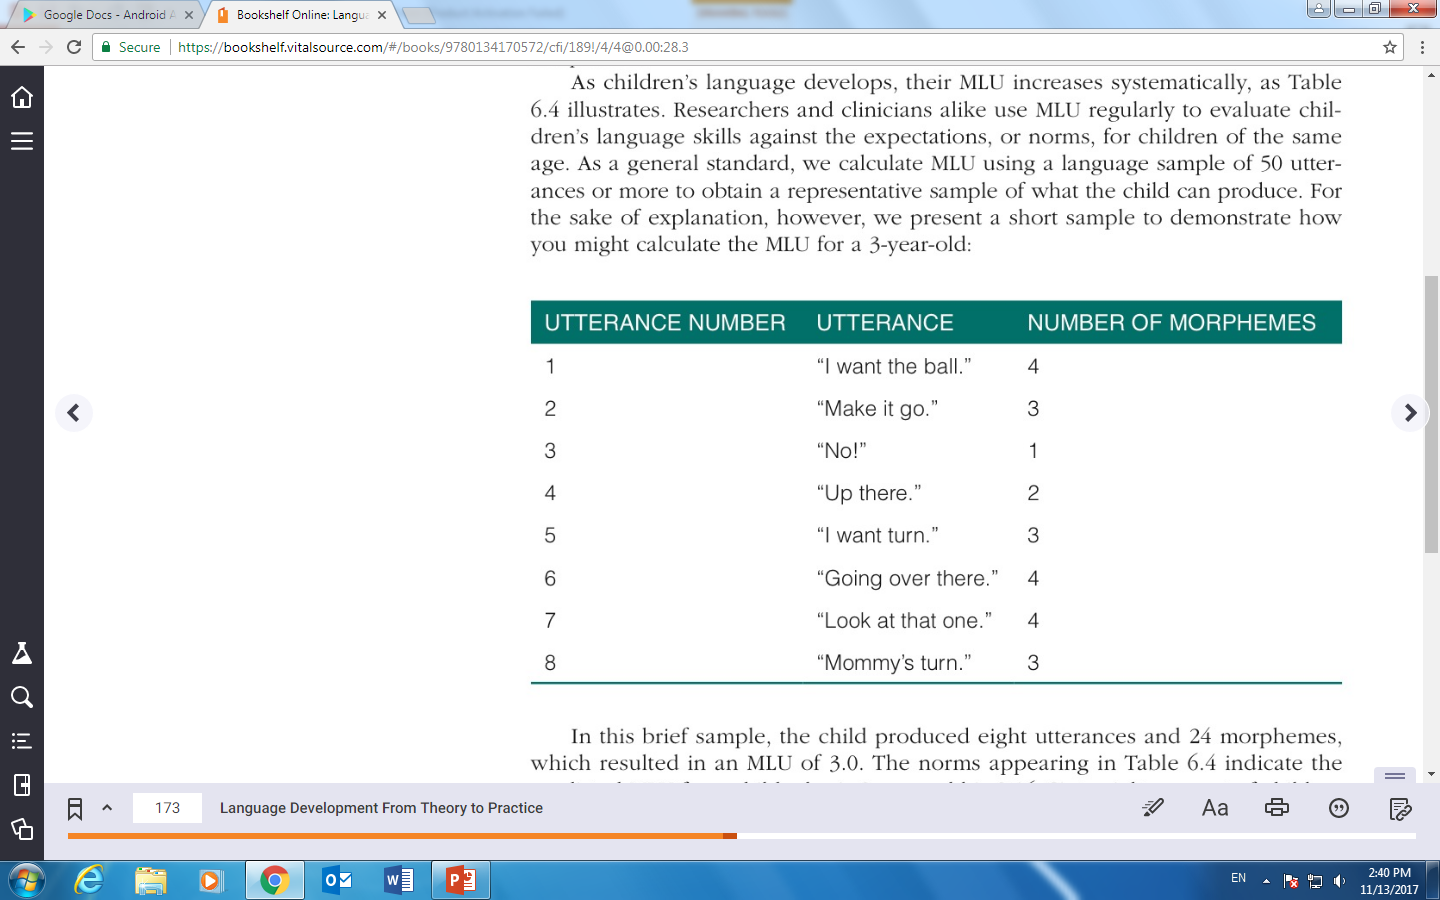 Google Docs - Android A
Bookshelf Online: Langua
Secure
https://bookshelf.vitalsource.com/#/books/9780134170572/cfi/189!/4/4@0.00:28.3
As children’s language develops, their MLU increases systematically, as Table
6.4 illustrates. Researchers and clinicians alike use MLU regularly to evaluate chil-
dren’s language skills against the expectations, or norms, for children of the same
age. As a general standard, we calculate MLU using a language sample of 50 utter-
ances or more to obtain a representative sample of what the child can produce. For
the sake of explanation, however, we present a short sample to demonstrate how
you might calculate the MLU for a 3-year-old:
UTTERANCE NUMBER UTTERANCE NUMBER OF MORPHEMES
1 “I want the ball.” 4
2 “Make it go.” 3
3 “No!” 1
4 “Up there.” 2
5 “I want turn.” 3
6 “Going over there.” 4
7 “Look at that one.” 4
8 “Mommy’s turn.” 3
In this brief sample, the child produced eight utterances and 24 morphemes,
which resulted in an MLU of 3.0. The norms appearing in Table 6.4 indicate the
173 Language Development From Theory to Practice Aa
EN
2:40 PM
11/13/2017